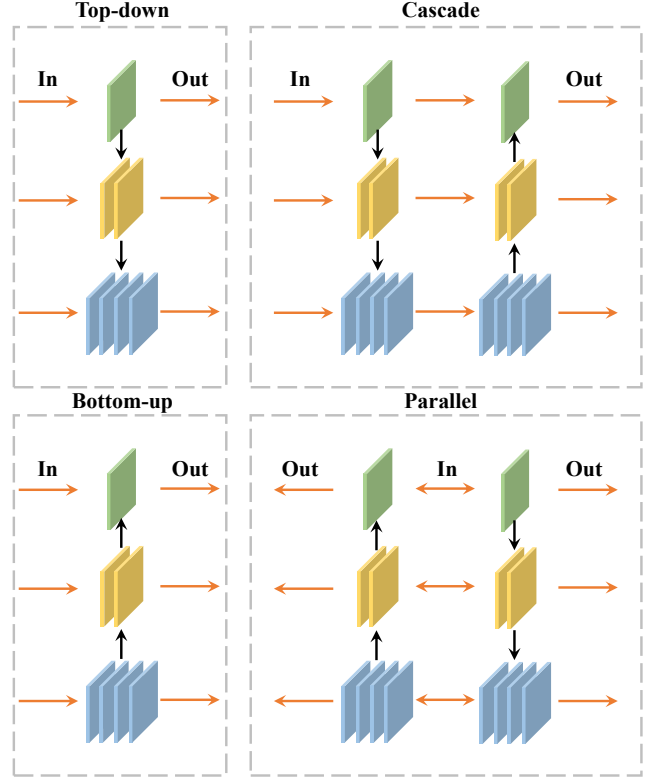 Top-down
In
Out
Cascade
In
Out
Bottom-up
In
Out
Parallel
Out
In
Out